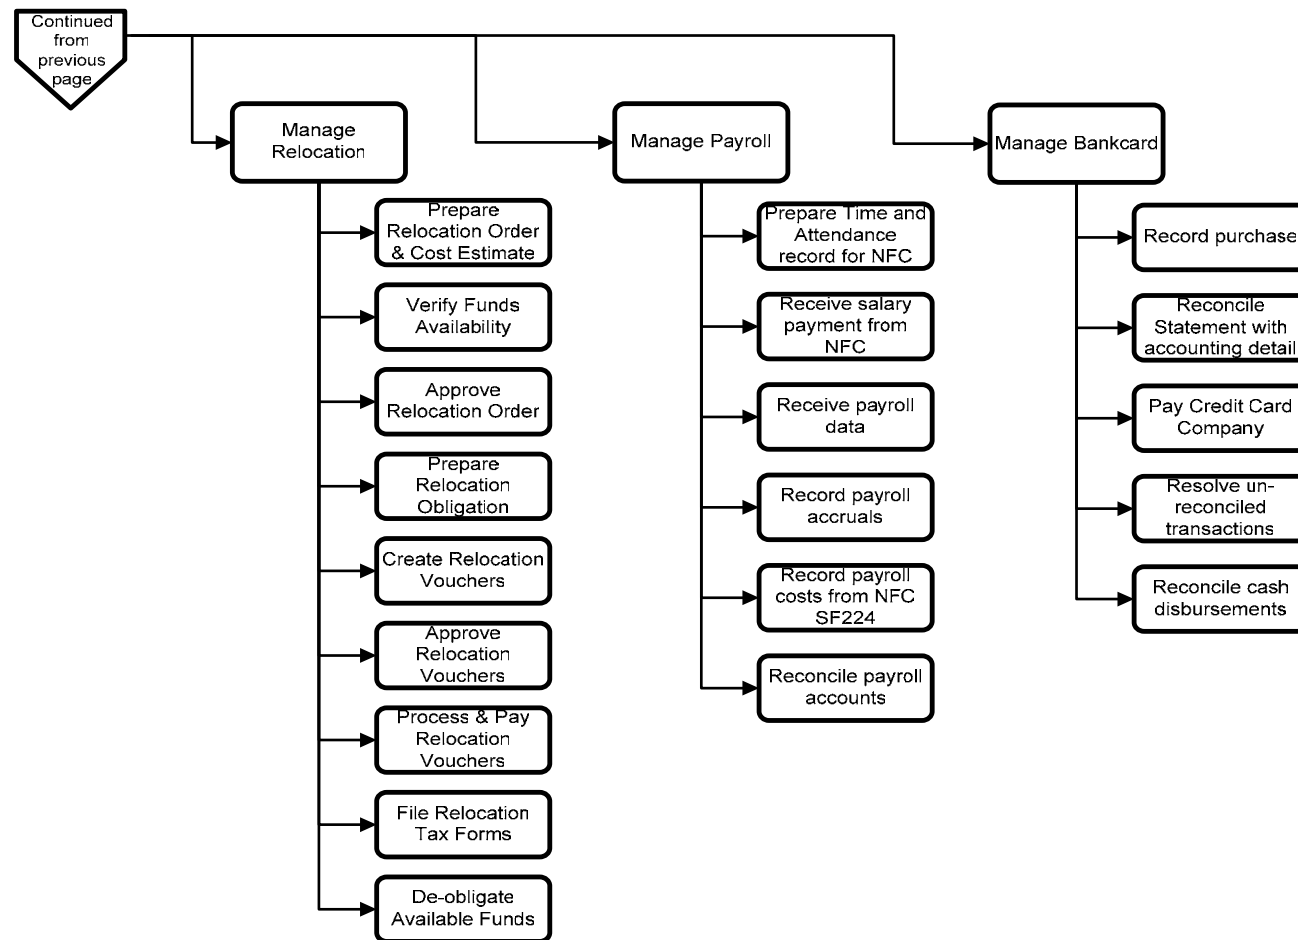 Continued
from
previous
page
Manage
Relocation
Prepare
Relocation Order
& Cost Estimate
Verify Funds
Availability
Approve
Relocation Order
Prepare
Relocation
Obligation
Create Relocation
Vouchers
Approve
Relocation
Vouchers
Process & Pay
Relocation
Vouchers
File Relocation
Tax Forms
De-obligate
Available Funds
Manage Payroll
Prepare Time and
Attendance
record for NFC
Receive salary
payment from
NFC
Receive payroll
data
Record payroll
accruals
Record payroll
costs from NFC
SF224
Reconcile payroll
accounts
Manage Bankcard
Record purchase
Reconcile
Statement with
accounting detail
Pay Credit Card
Company
Resolve un-
reconciled
transactions
Reconcile cash
disbursements